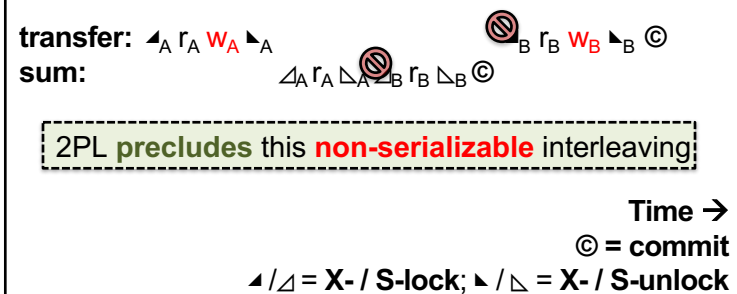 transfer: ◢A rA wA ◣A B rB wB ◣B ©
sum: ◿A rA ◺A ◿B rB ◺B ©
2PL precludes this non-serializable interleaving
Time →
© = commit
◢ /◿ = X- / S-lock; ◣ / ◺ = X- / S-unlock